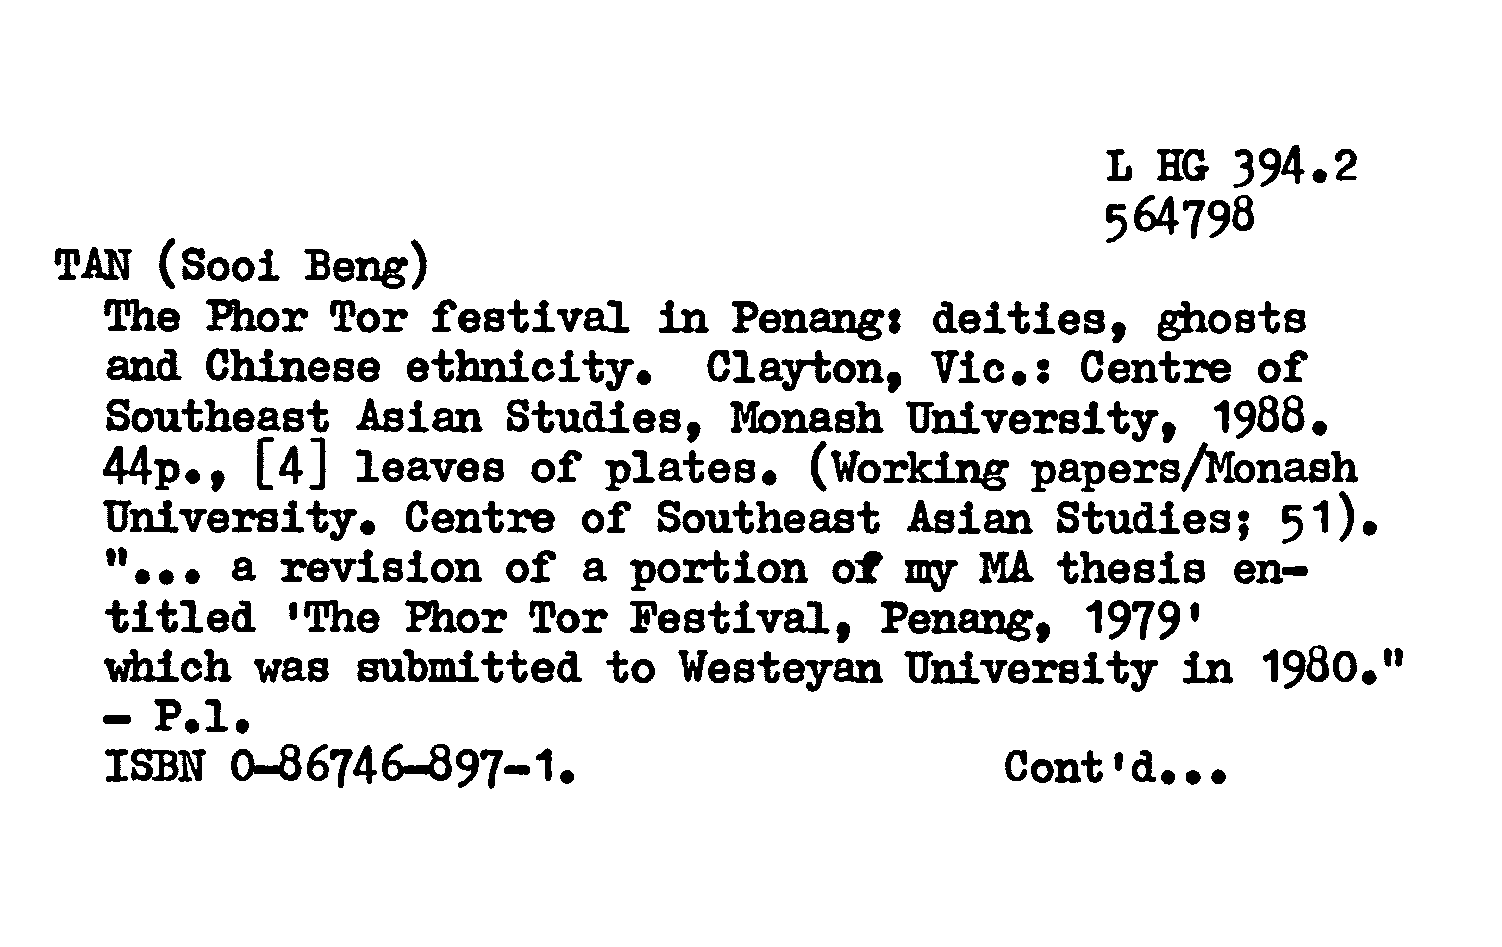 L HG 394.2
564798
TAN (Sooi Beng)
The Phor Tor festival in Penang: deities, ghosts
and Chinese ethnicity. Clayton, Vic.: Centre of
Southeast Asian Studies, Monash University, 1988.
44p., [4] leaves of plates. (Working papers/Monash
University. Centre of Southeast Asian Studies; 51).
"... a revision of a portion of my MA thesis en-
titled 'The Phor Tor Festival, Penang, 1979'
which was submitted to Westeyan University in 1980."
- P.l.
ISBN 0-86746-897-1. Cont'd...